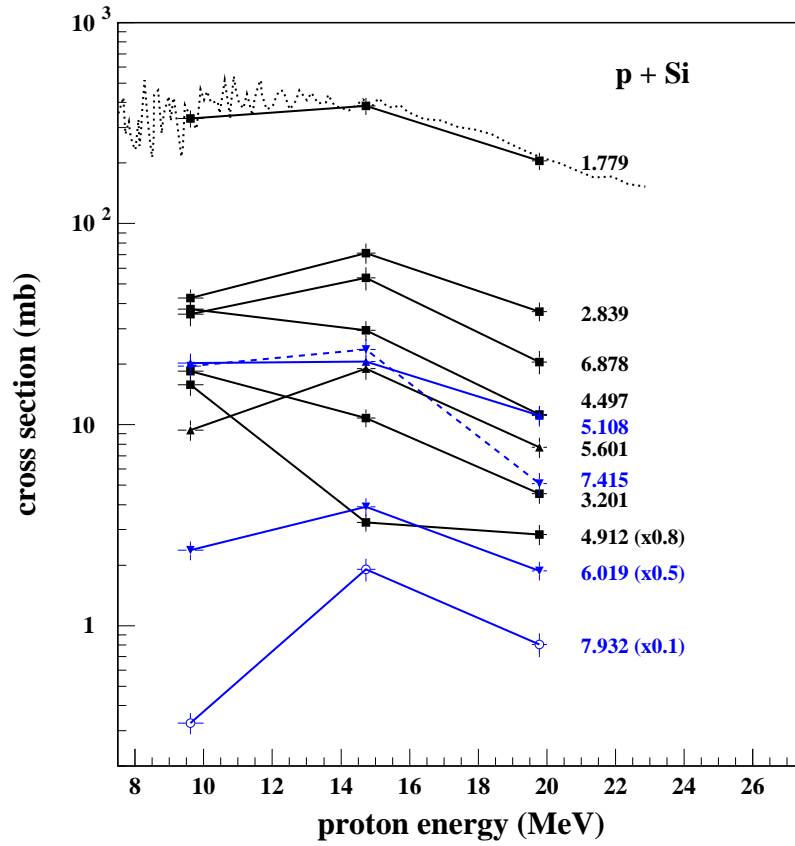 10 3
p + Si
1.779
10 2
2.839
6.878
4.497
5.108
5.601
7.415
3.201
4.912 (x0.8)
6.019 (x0.5)
7.932 (x0.1)
10
1
cross section (mb)
8 10 12 14 16 18 20 22 24 26
proton energy (MeV)